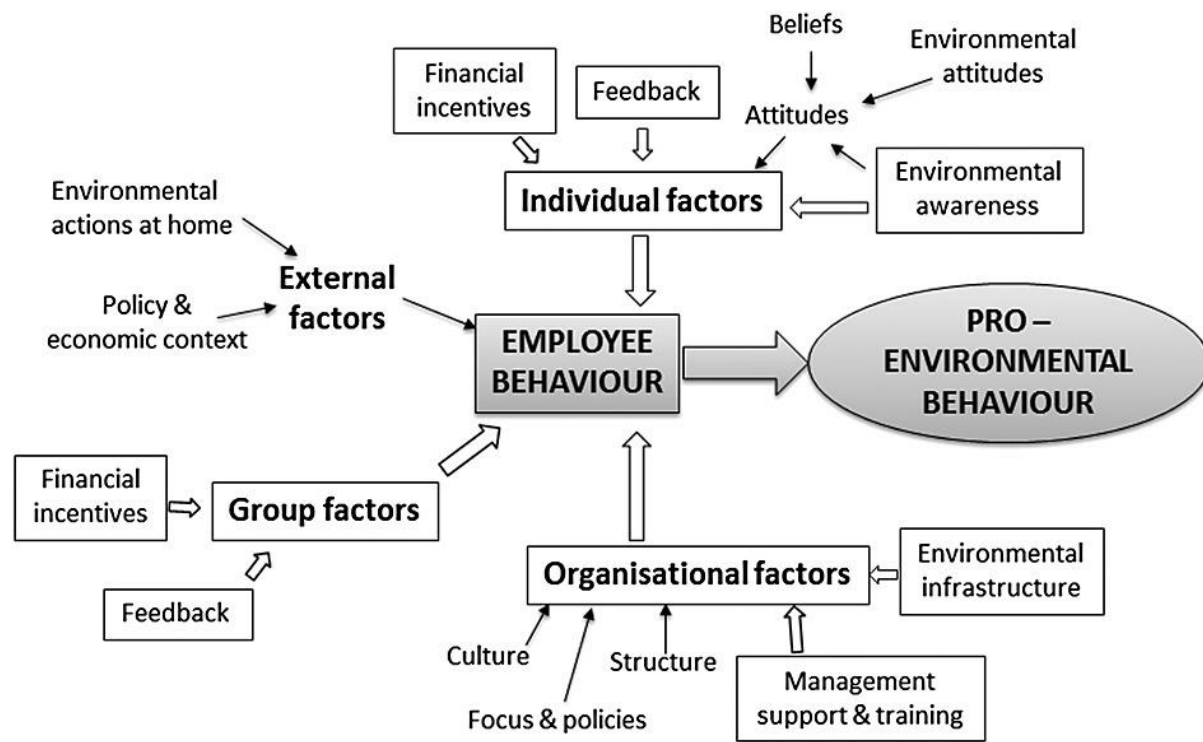 Beliefs
Environmental
attitudes
Financial
incentives
Feedback
Attitudes
Environmental
awareness
Individual factors
Environmental
actions at home
External
factors
Policy &
economic context
EMPLOYEE
BEHAVIOUR
PRO –
ENVIRONMENTAL
BEHAVIOUR
Financial
incentives
Group factors
Feedback
Organisational factors
Environmental
infrastructure
Culture
Structure
Focus & policies
Management
support & training